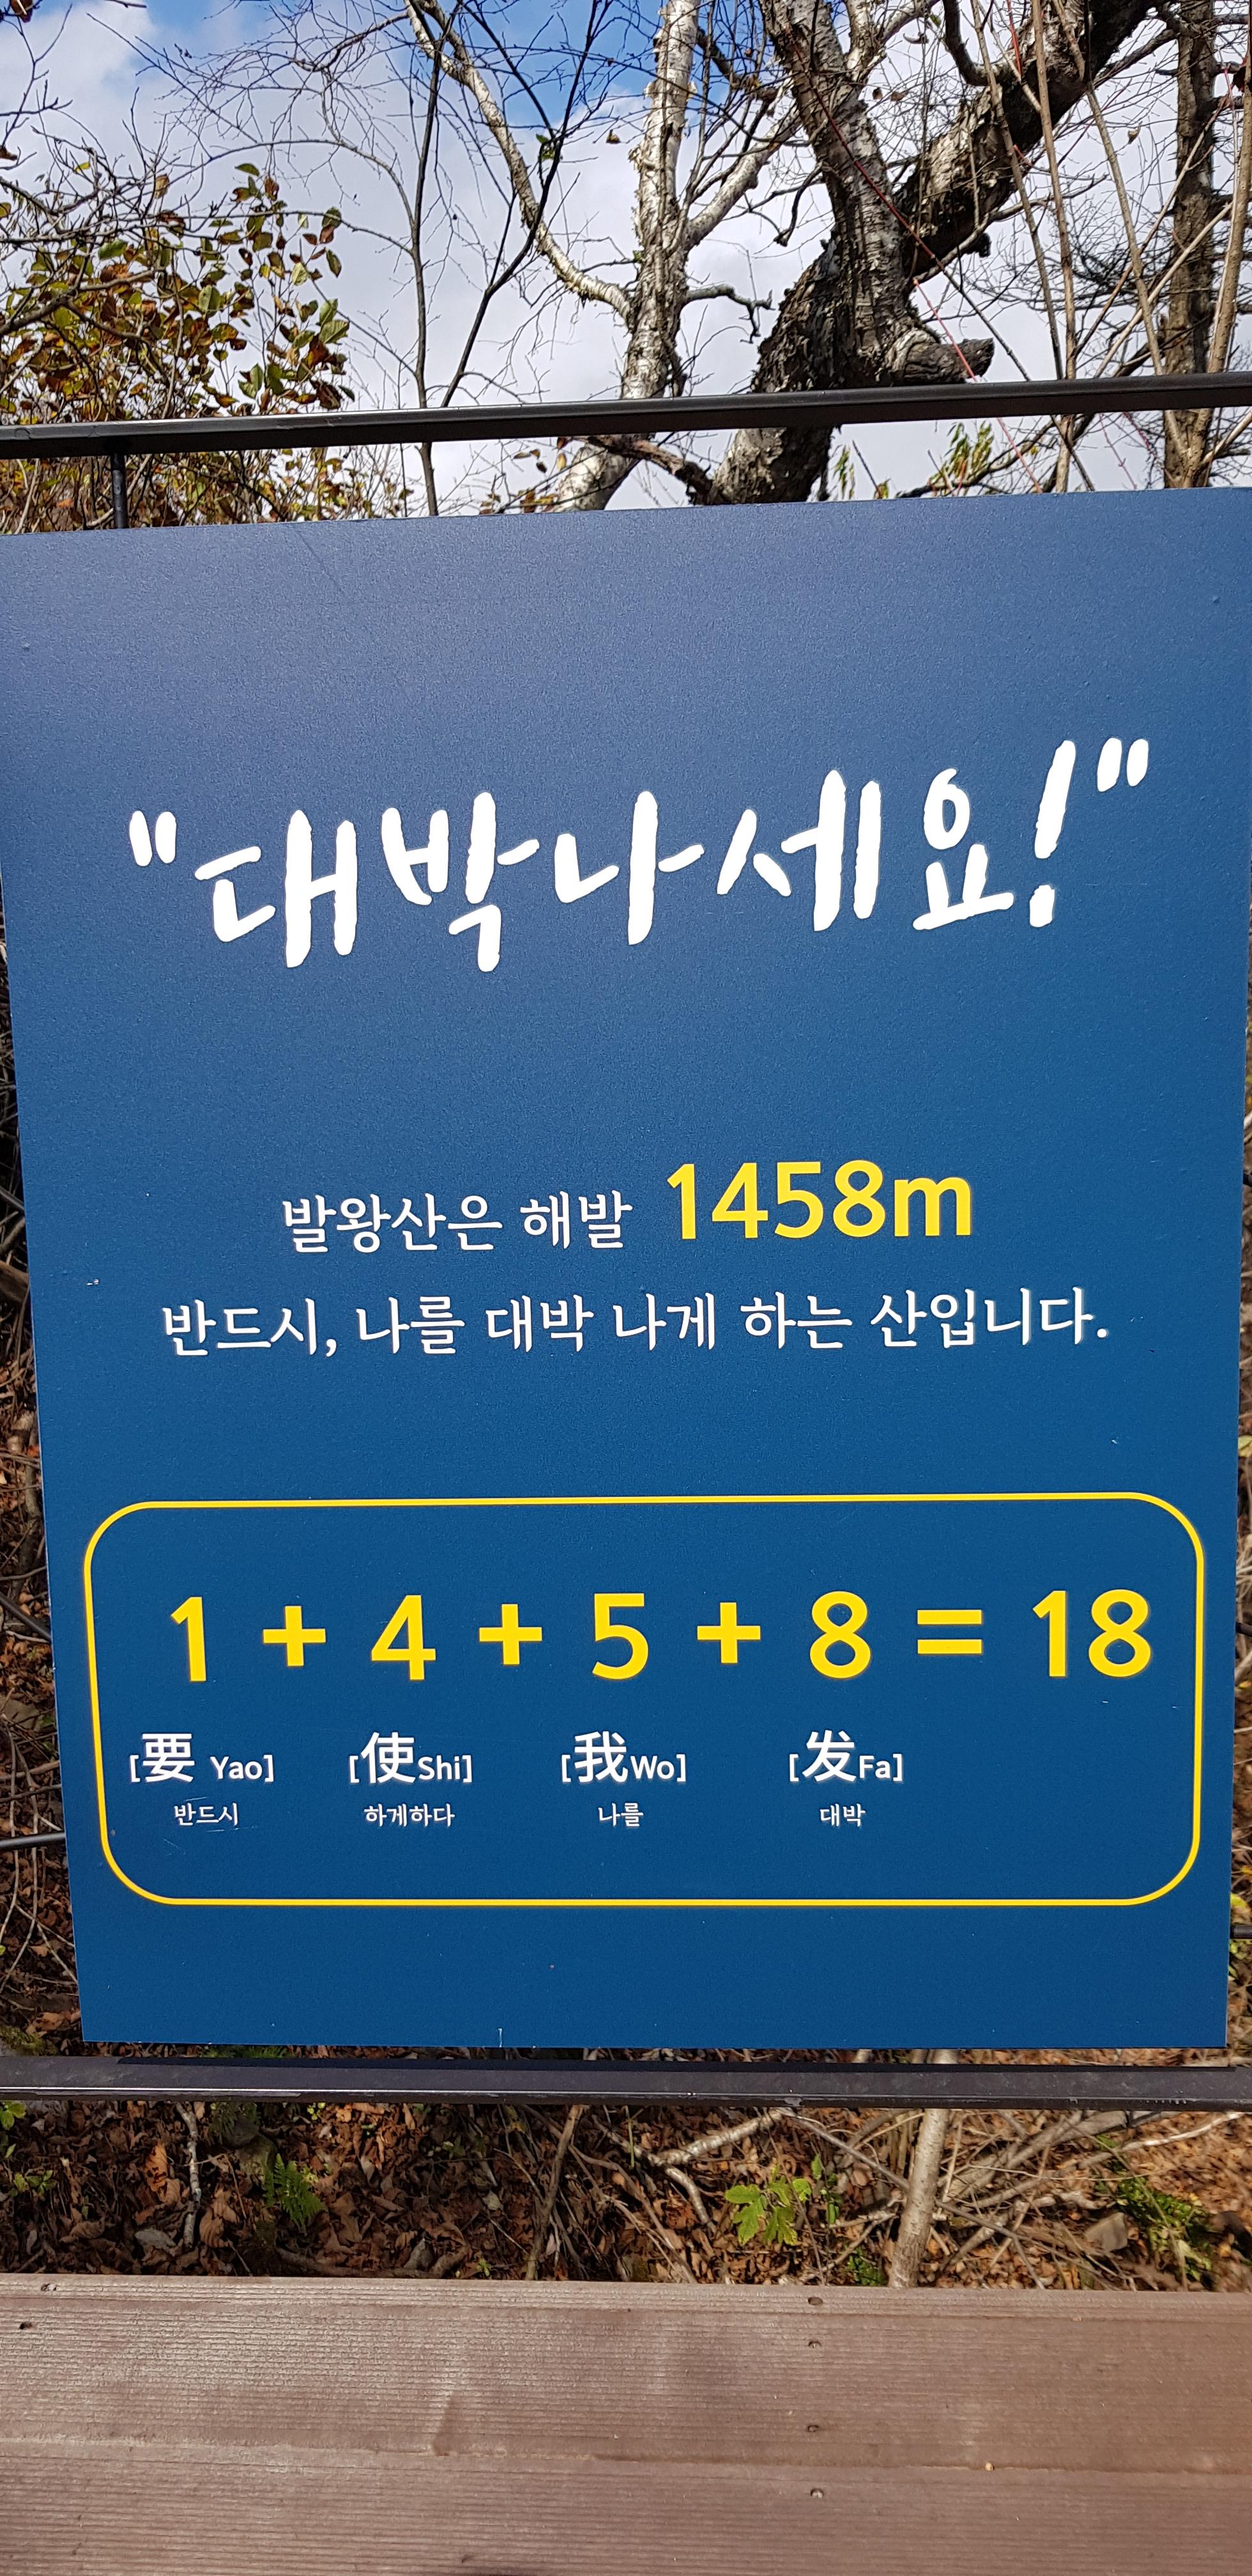 "대박나세요!"
발왕산은 해발 1458m
반드시, 나를 대박 나게 하는 산입니다.
1 + 4 + 5 + 8 = 18
[要 Yao] [使Shi] [我Wo] [发Fa]
반드시 하게하다 나를 대박